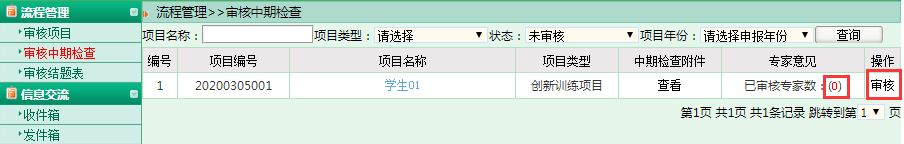 流程管理
审核项目
审核中期检查
审核结题表
信息交流
收件箱
发件箱
流程管理>>审核中期检查
项目名称： 项目类型： 请选择 状态： 未审核 项目年份： 请选择申报年份 查询
编号 项目编号 项目名称 项目类型 中期检查附件 专家意见 操作
1 20200305001 学生01 创新训练项目 查看 已审核专家数：(0) 审核
第1页 共1页 共1条记录 跳转到第 1 页